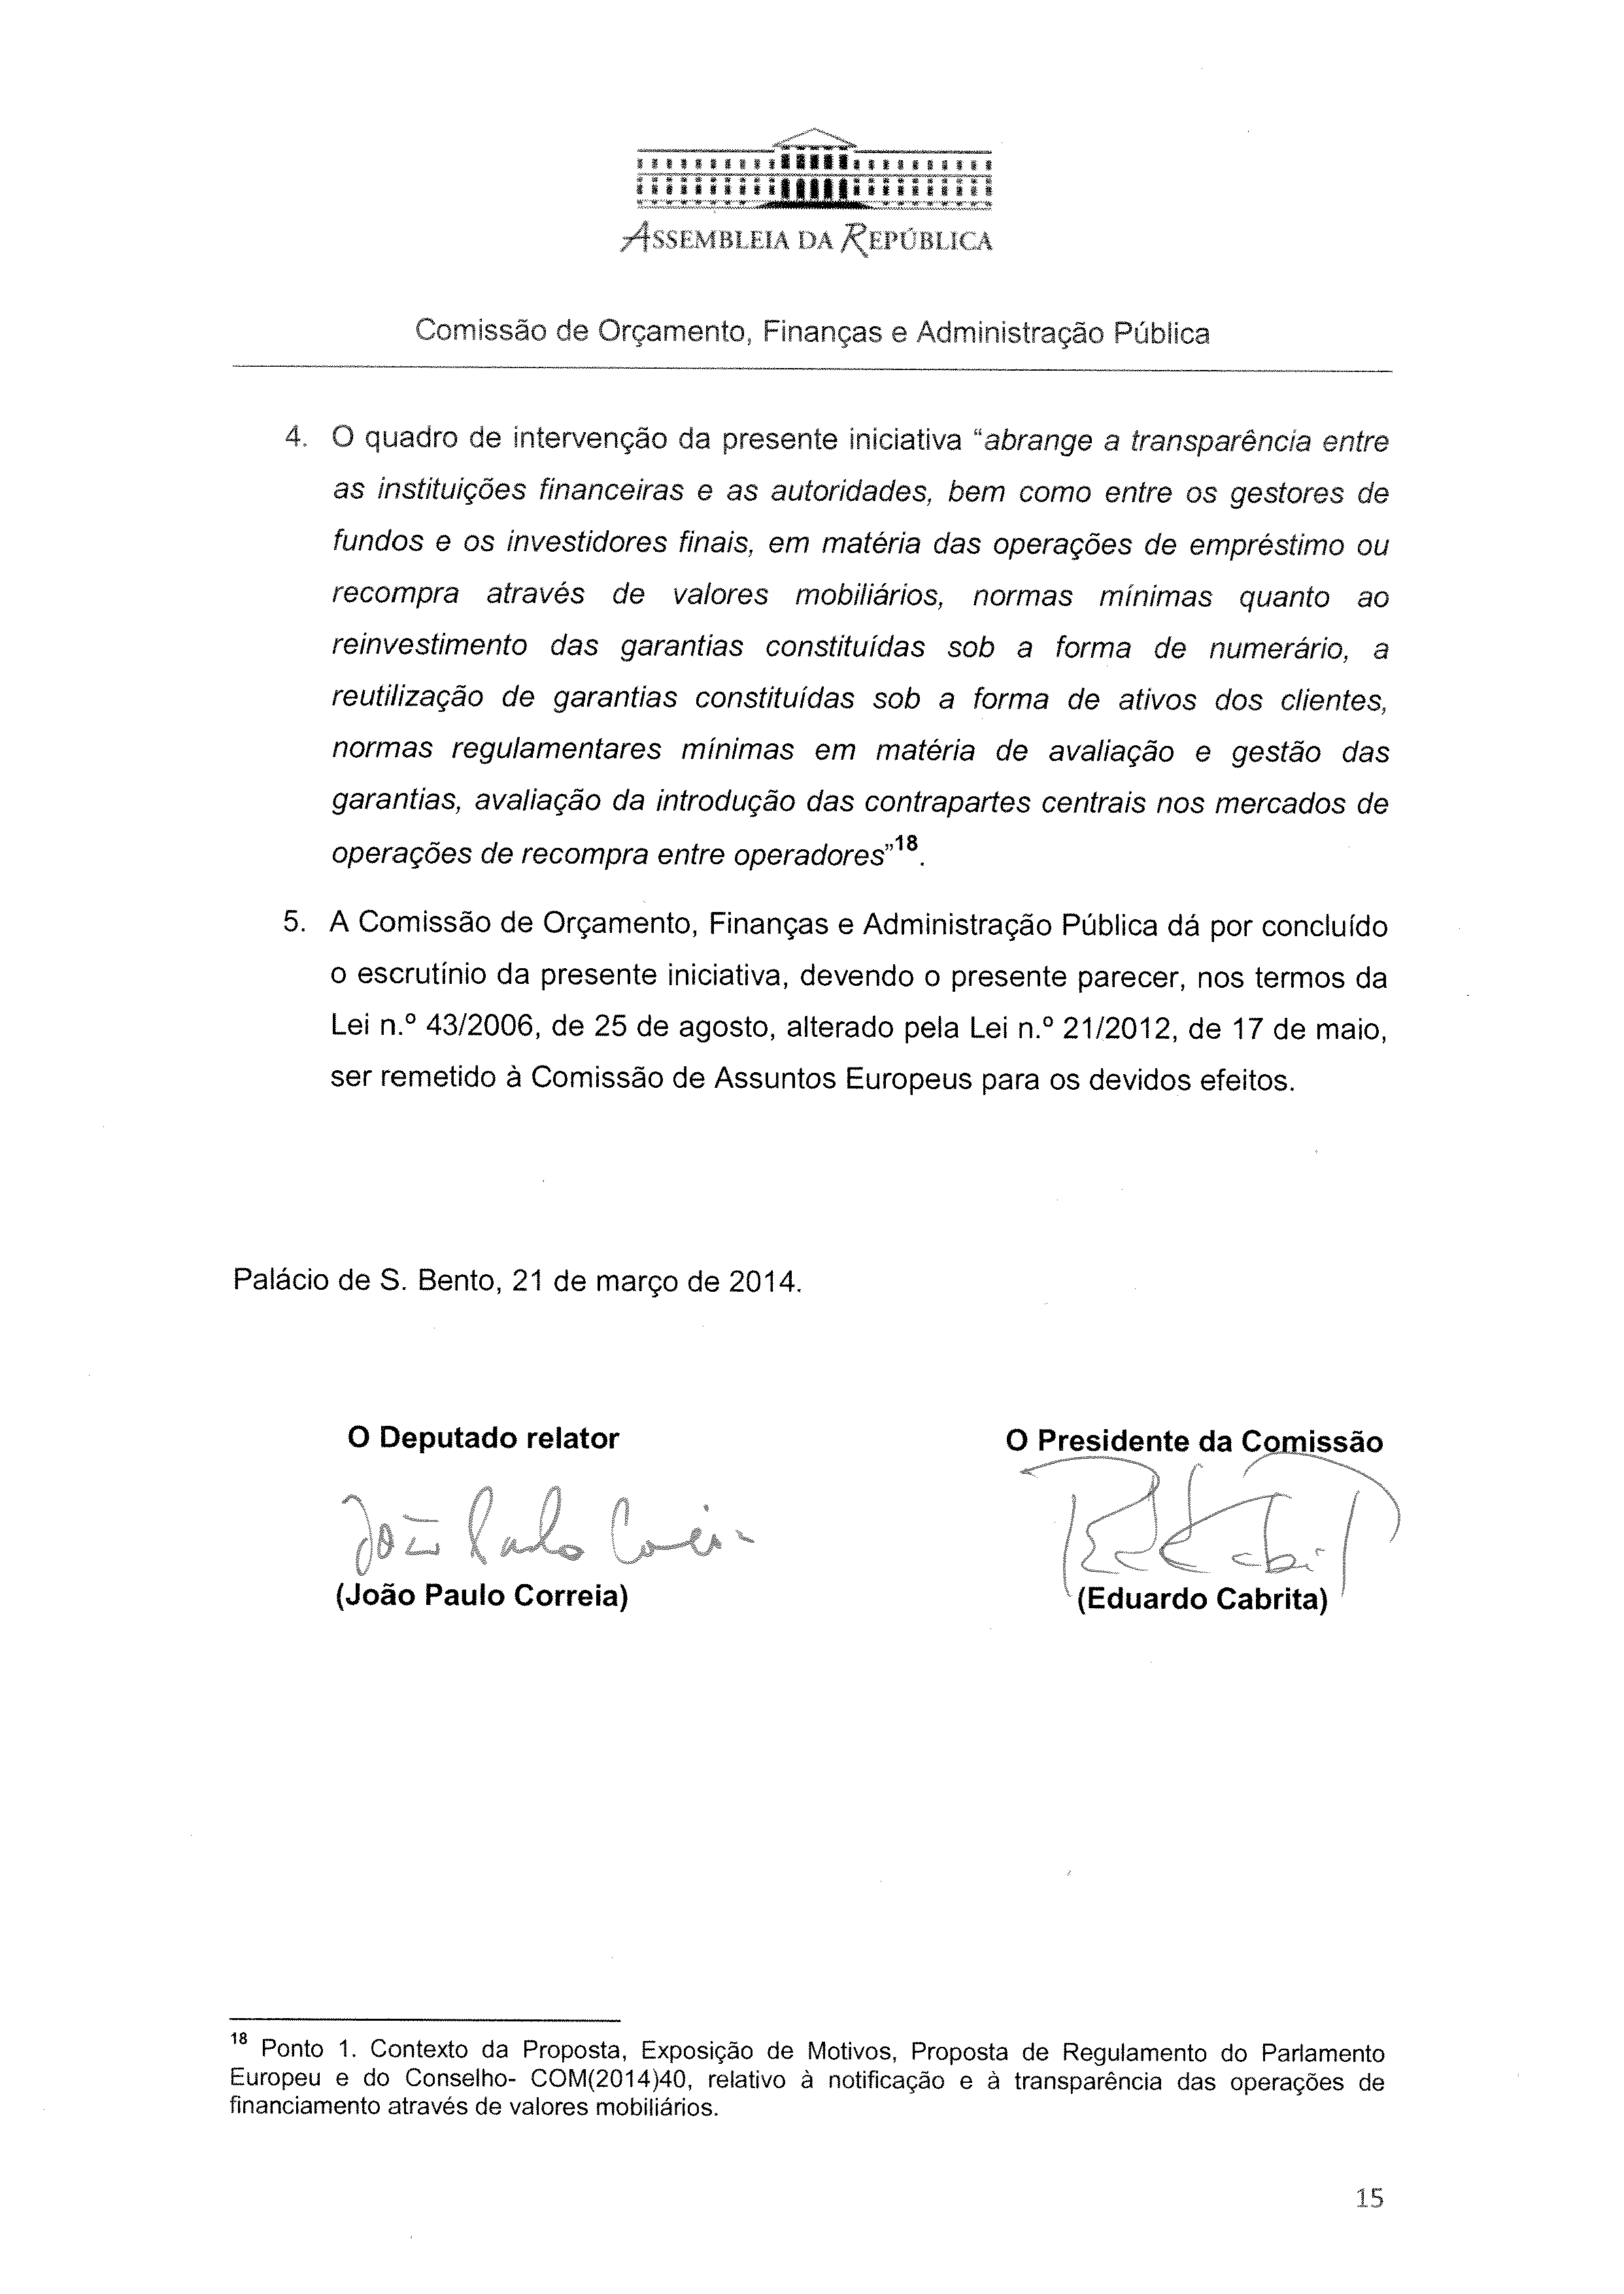 ASSEMBLEIA DA REPÚBLICA
Comissão de Orçamento, Finanças e Administração Pública
4. O quadro de intervenção da presente iniciativa “abrange a transparência entre
as instituições financeiras e as autoridades, bem como entre os gestores de
fundos e os investidores finais, em matéria das operações de empréstimo ou
recompra através de valores mobiliários, normas mínimas quanto ao
reinvestimento das garantias constituídas sob a forma de numerário, a
reutilização de garantias constituídas sob a forma de ativos dos clientes,
normas regulamentares mínimas em matéria de avaliação e gestão das
garantias, avaliação da introdução das contrapartes centrais nos mercados de
operações de recompra entre operadores”18.
5. A Comissão de Orçamento, Finanças e Administração Pública dá por concluído
o escrutínio da presente iniciativa, devendo o presente parecer, nos termos da
Lei n.º 43/2006, de 25 de agosto, alterado pela Lei n.º 21/2012, de 17 de maio,
ser remetido à Comissão de Assuntos Europeus para os devidos efeitos.
Palácio de S. Bento, 21 de março de 2014.
O Deputado relator
O Presidente da Comissão
João Paulo Correia
(João Paulo Correia)
(Eduardo Cabrita)
18 Ponto 1. Contexto da Proposta, Exposição de Motivos, Proposta de Regulamento do Parlamento
Europeu e do Conselho- COM(2014)40, relativo à notificação e à transparência das operações de
financiamento através de valores mobiliários.
15